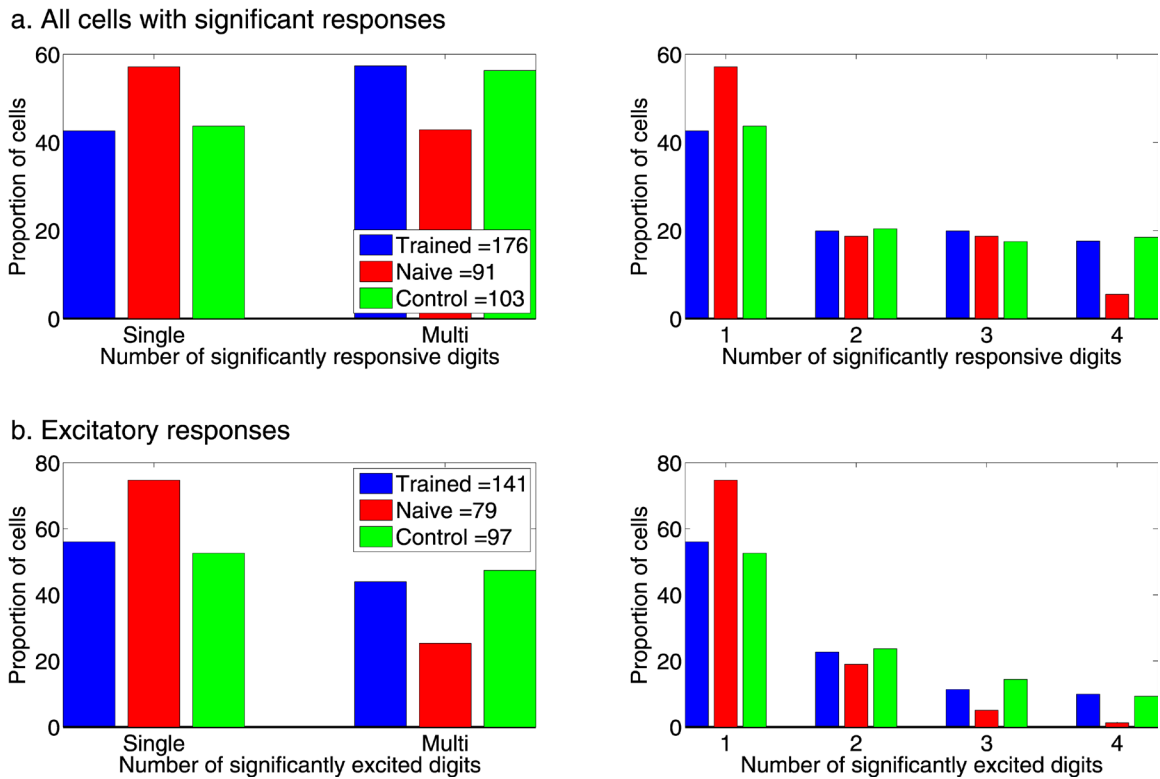 a. All cells with significant responses
Proportion of cells
60
40
20
0
Single
Multi
Number of significantly responsive digits
Trained =176
Naive =91
Control =103
Proportion of cells
60
40
20
0
1
2
3
4
Number of significantly responsive digits
b. Excitatory responses
Proportion of cells
80
60
40
20
0
Single
Multi
Number of significantly excited digits
Trained =141
Naive =79
Control =97
Proportion of cells
80
60
40
20
0
1
2
3
4
Number of significantly excited digits